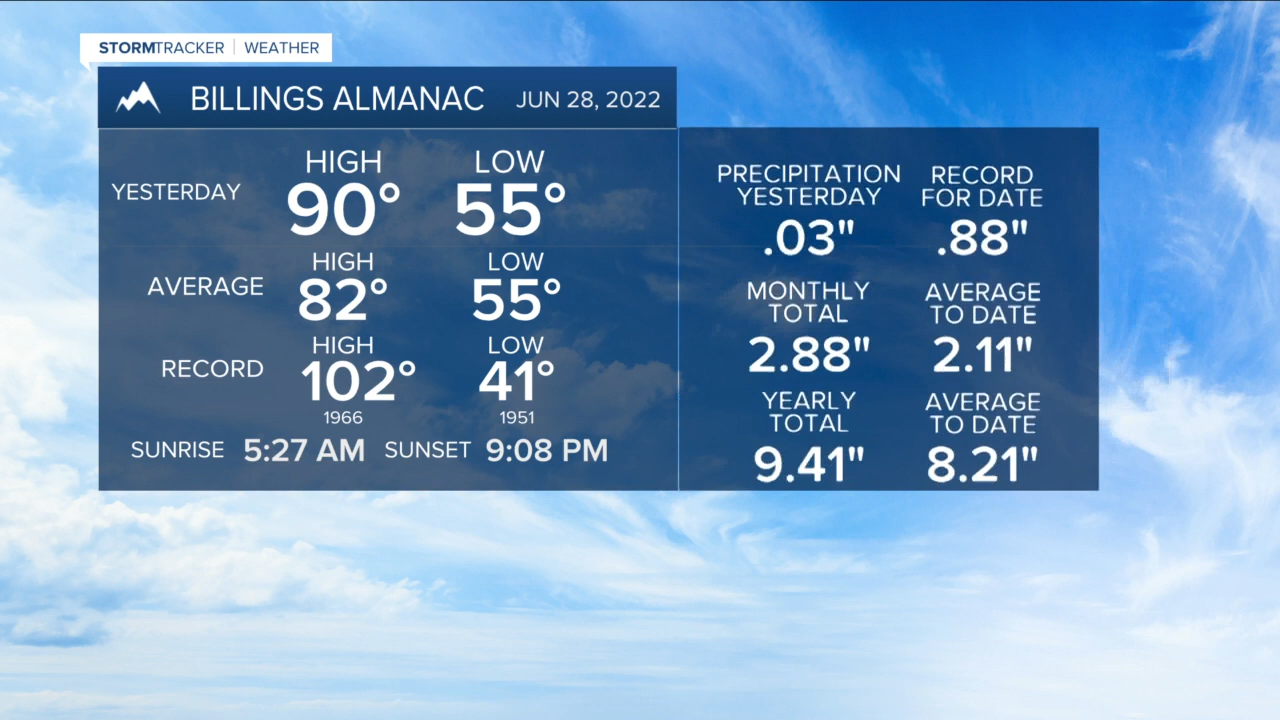 STORMTRACKER | WEATHER
BILLINGS ALMANAC JUN 28, 2022
HIGH LOW
YESTERDAY 90° 55°
HIGH LOW
AVERAGE 82° 55°
HIGH LOW
RECORD 102° 41°
1966 1951
SUNRISE 5:27 AM SUNSET 9:08 PM
PRECIPITATION RECORD
YESTERDAY FOR DATE
.03" .88"
MONTHLY AVERAGE
TOTAL TO DATE
2.88" 2.11"
YEARLY AVERAGE
TOTAL TO DATE
9.41" 8.21"